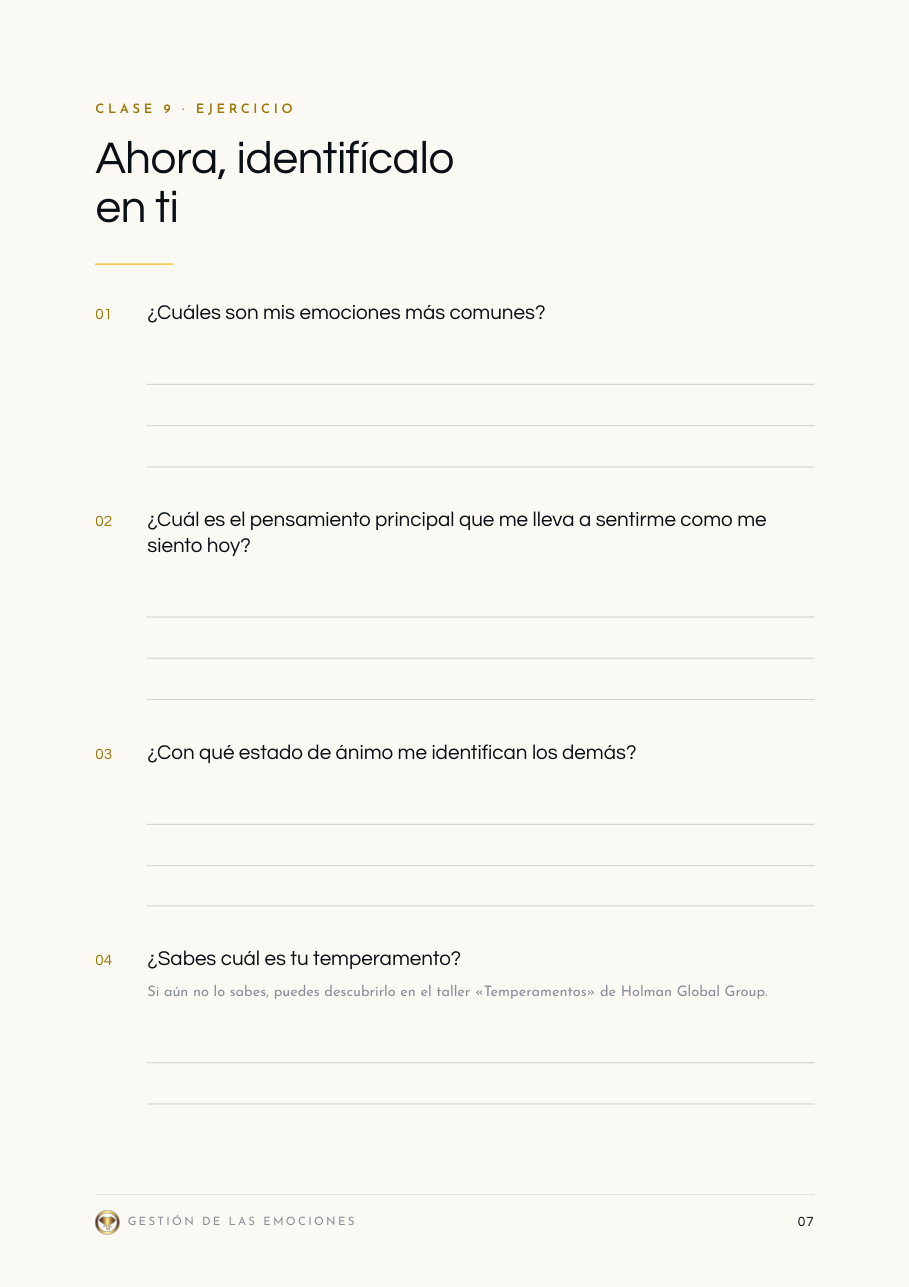 CLASE 9 · EJERCICIO
Ahora, identifícalo
en ti
01 ¿Cuáles son mis emociones más comunes?
02 ¿Cuál es el pensamiento principal que me lleva a sentirme como me
siento hoy?
03 ¿Con qué estado de ánimo me identifican los demás?
04 ¿Sabes cuál es tu temperamento?
Si aún no lo sabes, puedes descubrirlo en el taller «Temperamentos» de Holman Global Group.
GESTIÓN DE LAS EMOCIONES 07